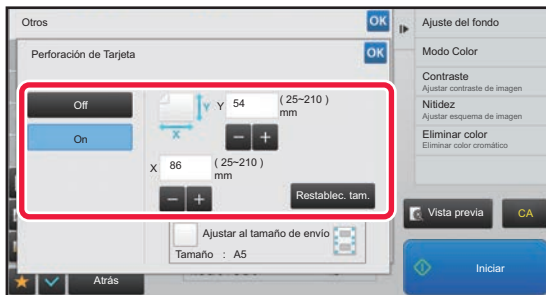 Otros
OK
Perforación de Tarjeta
OK
Off
On
Y
X
Y
54
( 25~210 )
mm
X
86
( 25~210 )
mm
Restablec. tam.
Ajustar al tamaño de envío
Tamaño : A5
Atrás
Ajuste del fondo
Modo Color
Contraste
Ajustar contraste de imagen
Nitidez
Ajustar esquema de imagen
Eliminar color
Eliminar color cromático
Vista previa
CA
Iniciar